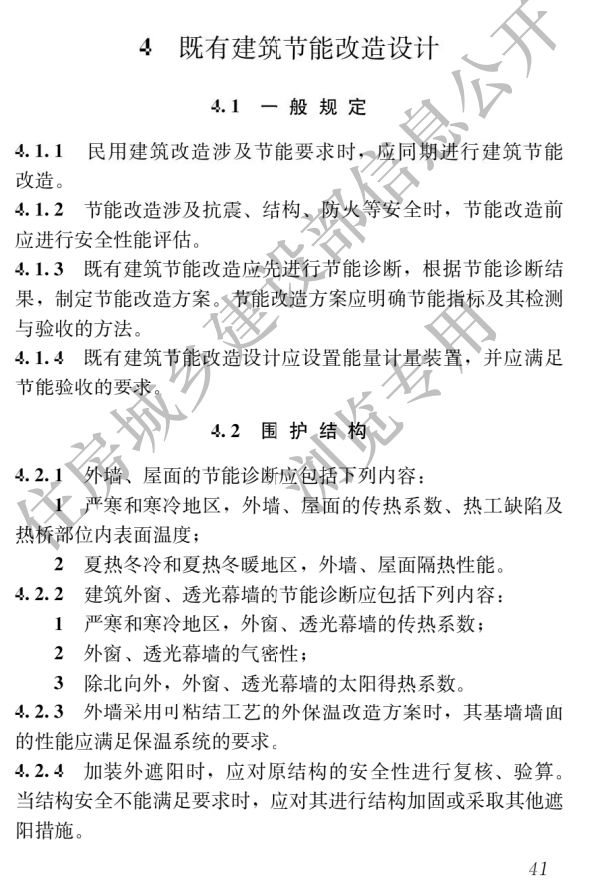 4 既有建筑节能改造设计
4.1 一般规定
4.1.1 民用建筑改造涉及节能要求时，应同期进行建筑节能
改造。
4.1.2 节能改造涉及抗震、结构、防火等安全时，节能改造前
应进行安全性能评估。
4.1.3 既有建筑节能改造应先进行节能诊断，根据节能诊断结
果，制定节能改造方案。节能改造方案应明确节能指标及其检测
与验收的方法。
4.1.4 既有建筑节能改造设计应设置能量计量装置，并应满足
节能验收的要求。
4.2 围护结构
4.2.1 外墙、屋面的节能诊断应包括下列内容：
1 严寒和寒冷地区，外墙、屋面的传热系数、热工缺陷及
热桥部位内表面温度；
2 夏热冬冷和夏热冬暖地区，外墙、屋面隔热性能。
4.2.2 建筑外窗、透光幕墙的节能诊断应包括下列内容：
1 严寒和寒冷地区，外窗、透光幕墙的传热系数；
2 外窗、透光幕墙的气密性；
3 除北向外，外窗、透光幕墙的太阳得热系数。
4.2.3 外墙采用可粘结工艺的外保温改造方案时，其基墙墙面
的性能应满足保温系统的要求。
4.2.4 加装外遮阳时，应对原结构的安全性进行复核、验算。
当结构安全不能满足要求时，应对其进行结构加固或采取其他遮
阳措施。
41
住房城乡建设部信息公开
浏览专用